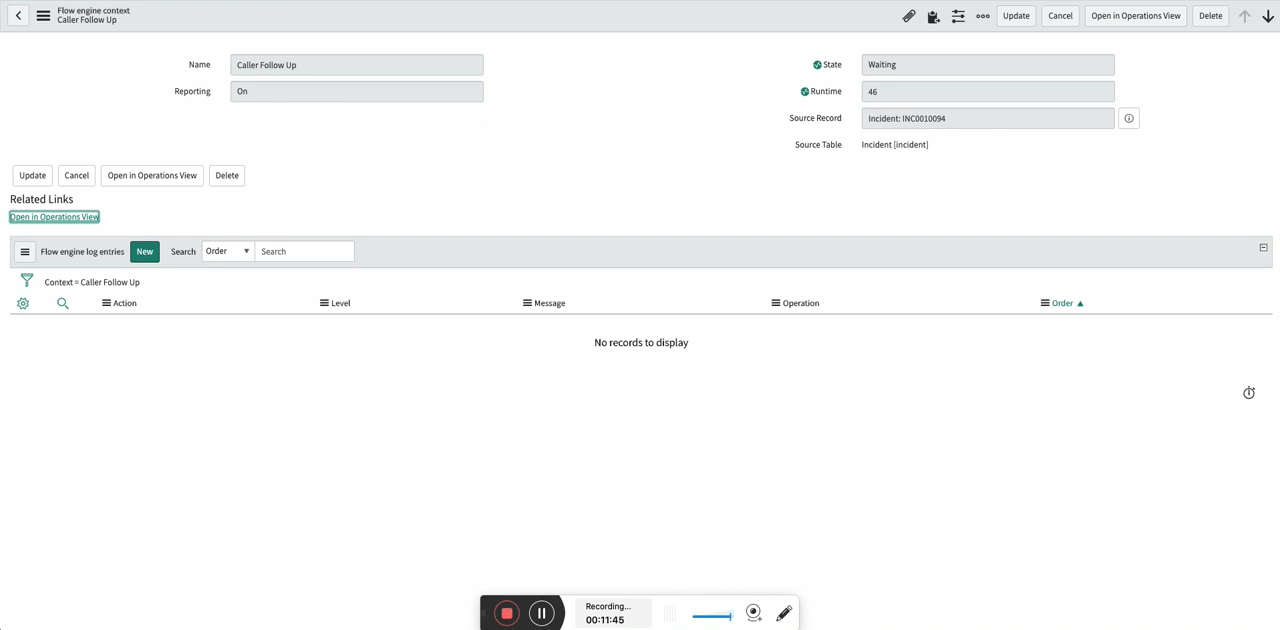 Flow engine context
Caller Follow Up
Update
Cancel
Open in Operations View
Delete
Name
Caller Follow Up
State
Waiting
Reporting
On
Runtime
46
Source Record
Incident: INC0010094
Source Table
Incident [incident]
Update
Cancel
Open in Operations View
Delete
Related Links
Open in Operations View
Flow engine log entries
New
Search
Order
Search
Context = Caller Follow Up
Action
Level
Message
Operation
Order
No records to display
Recording...
00:11:45